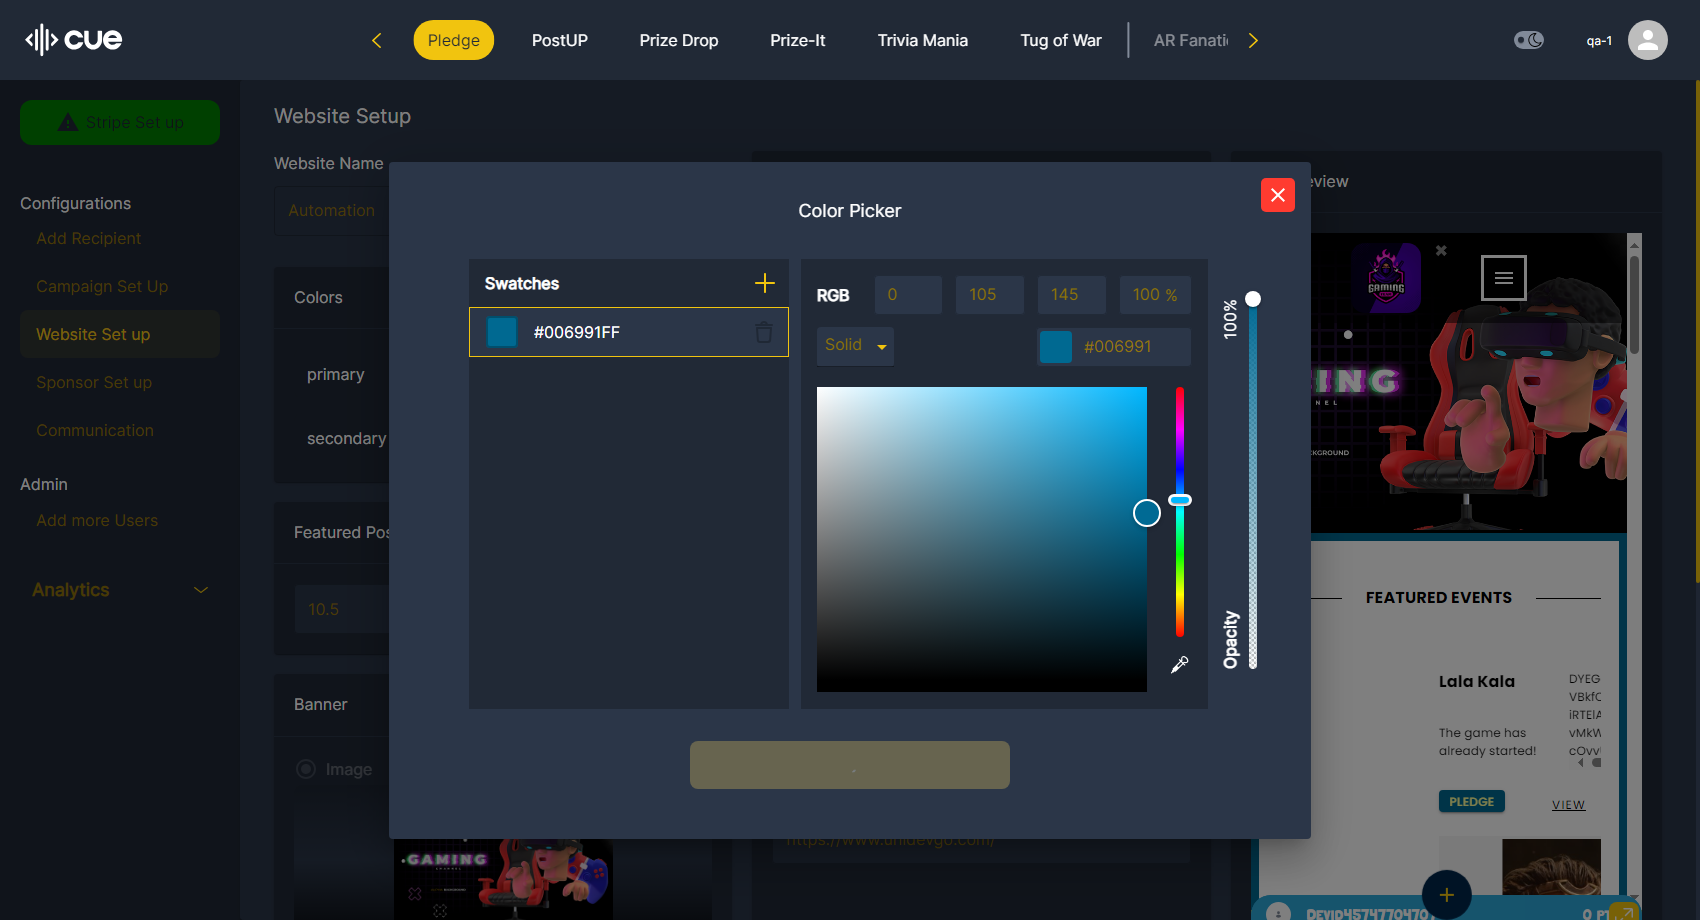 cue
Pledge
PostUP
Prize Drop
Prize-It
Trivia Mania
Tug of War
AR Fanati
qa-1
Stripe Set up
Configurations
Add Recipient
Campaign Set Up
Website Set up
Sponsor Set up
Communication
Admin
Add more Users
Analytics
Website Setup
Website Name
Automation
Colors
primary
secondary
Featured Pos
10.5
Banner
Image
GAMING
Color Picker
Swatches
#006991FF
RGB
0
105
145
100 %
Solid
#006991
100%
Opacity
https://www.unidevgo.com/
eview
GAMING
ING
NEL
KGROUND
FEATURED EVENTS
Lala Kala
The game has
already started!
DYEG
VBkfC
iRTEIA
vMkW
cOvv
PLEDGE
VIEW
0 PT